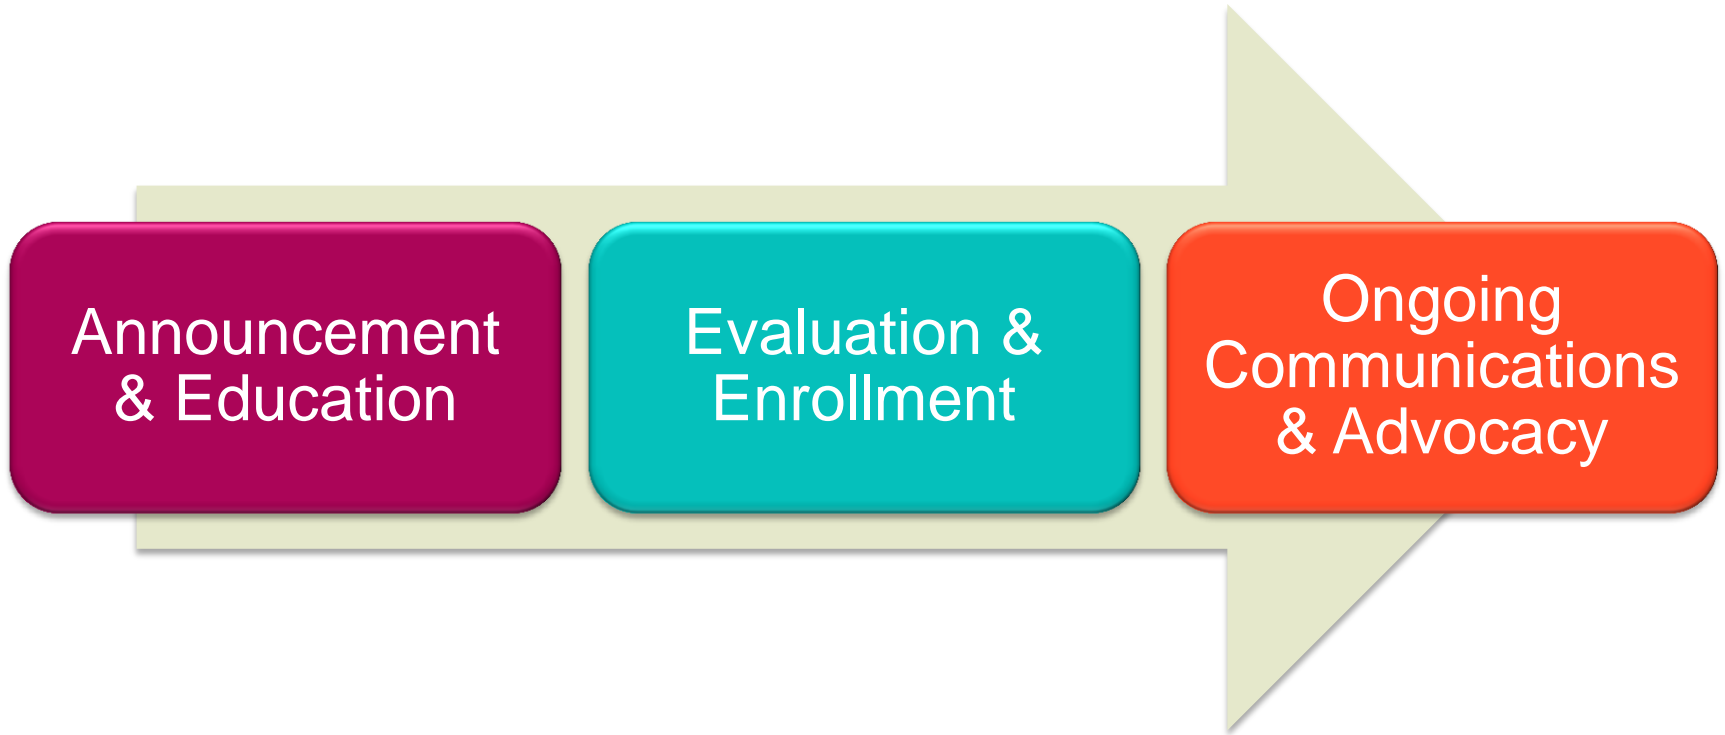 Announcement
& Education
Evaluation &
Enrollment
Ongoing
Communications
& Advocacy